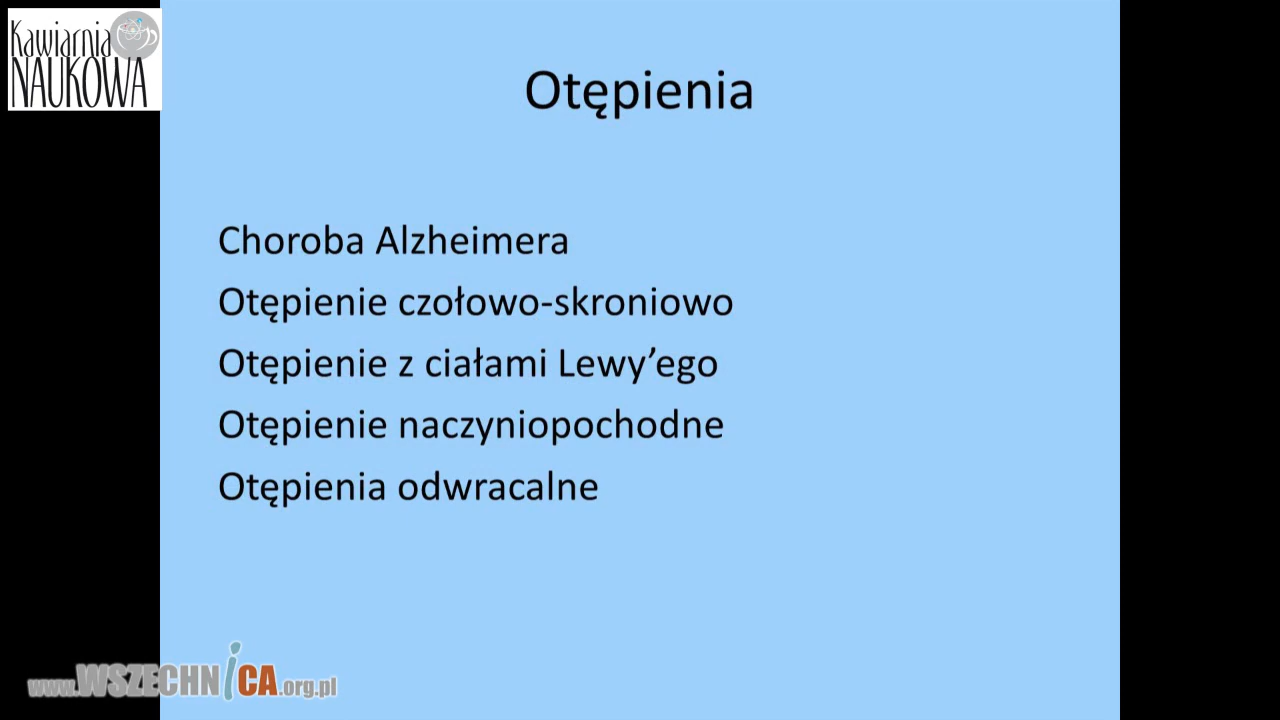 Kawiarnia
NAUKOWA
Otępienia
Choroba Alzheimera
Otępienie czołowo-skroniowo
Otępienie z ciałami Lewy’ego
Otępienie naczyniopochodne
Otępienia odwracalne
www.WSZECHNiCA.org.pl